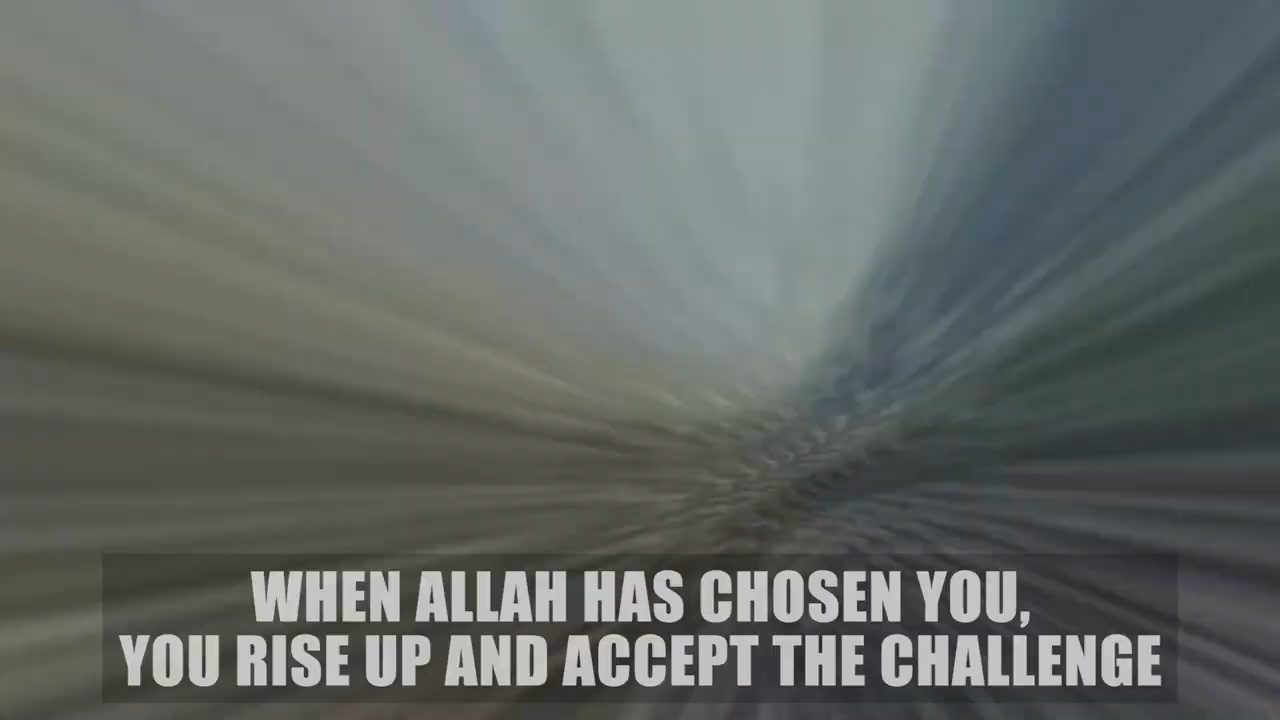 WHEN ALLAH HAS CHOSEN YOU,
YOU RISE UP AND ACCEPT THE CHALLENGE